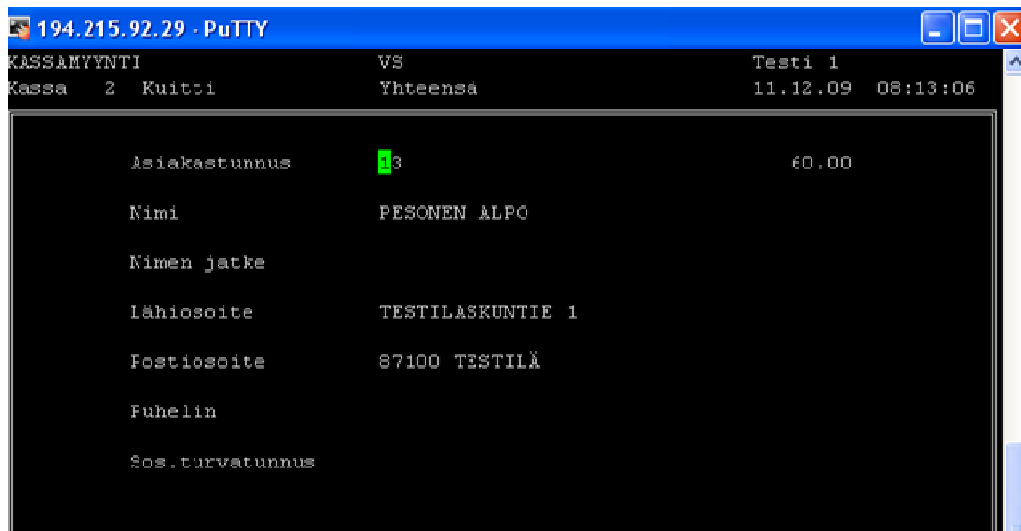 194.215.92.29 - PuTTY
KASSAMYYNTI VS Testi 1
Kassa 2 Kuitti Yhteensä 11.12.09 08:13:06
Asiakastunnus 13 60.00
Nimi PESONEN ALPO
Nimen jatke
Lähiosoite TESTILASKUNTIE 1
Postiosoite 87100 TESTILÄ
Puhelin
Sos.turvatunnus